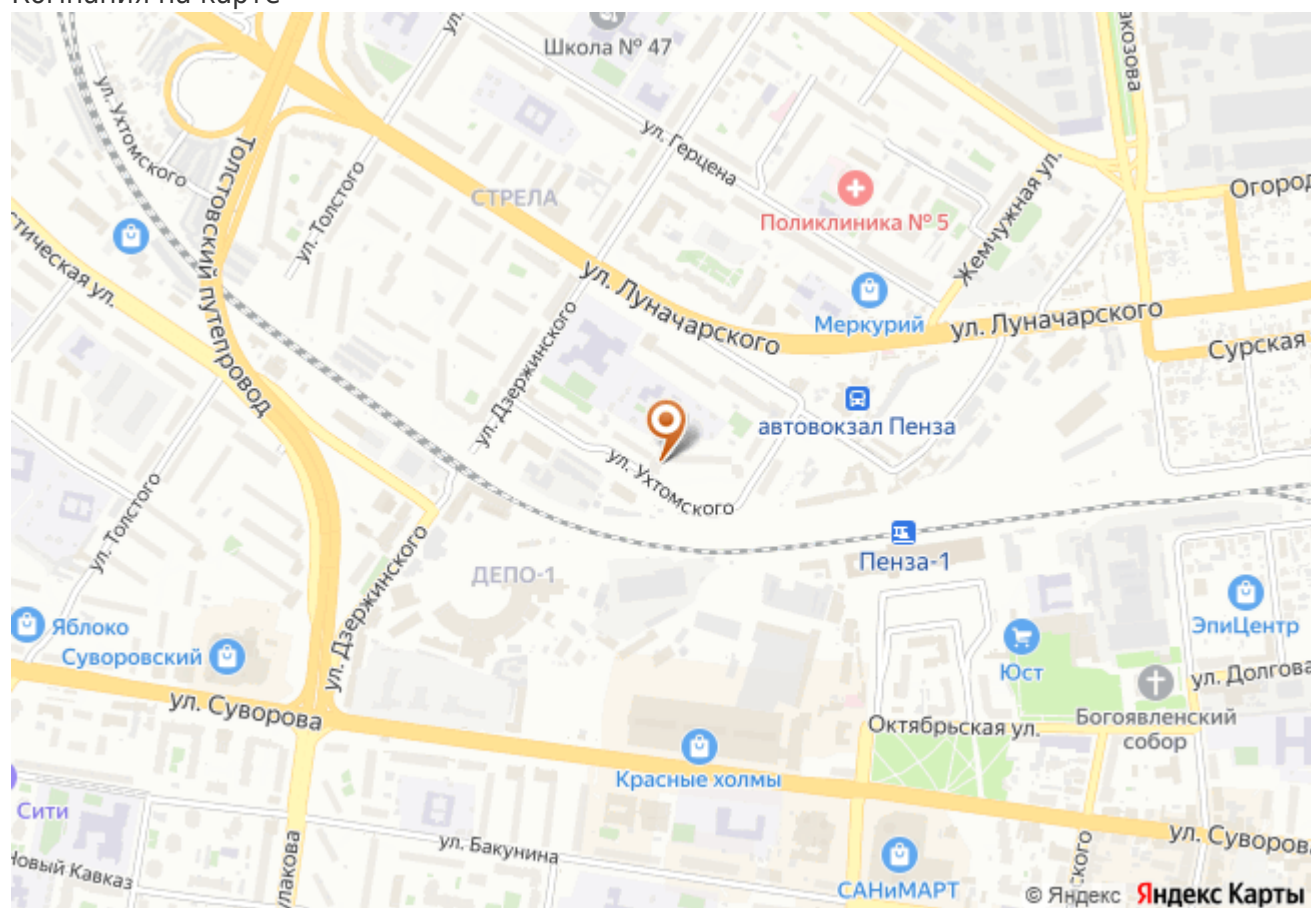 Компания на карте
Школа № 47
ул. Ухтомского
Толстовский путепровод
ул. Толстого
СТРЕЛА
ул. Герцена
Поликлиника № 5
Жемчужная ул.
Огород
ул. Луначарского
Меркурий
ул. Луначарского
Сурская
ул. Дзержинского
автовокзал Пенза
ул. Ухтомского
ул. Толстого
ул. Дзержинского
ДЕПО-1
Пенза-1
Яблоко
Суворовский
ул. Суворова
ЭпиЦентр
Юст
ул. Долгова
Октябрьская ул.
Богоявленский
собор
Красные холмы
Сити
ул. Бакунина
Новый Кавказ
САНиМАРТ
ул. Суворова
© Яндекс Яндекс Карты